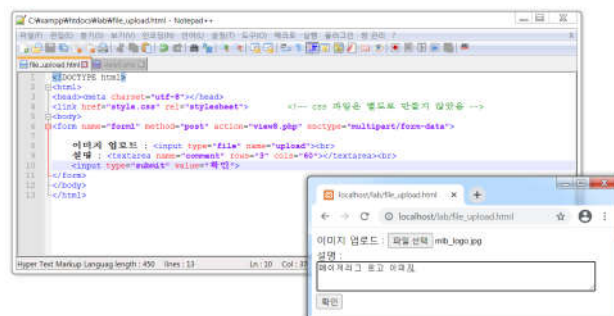 C:\xampp\htdocs\lab\file_upload.html - Notepad++
file_upload.html
1 <!DOCTYPE html>
2 <html>
3 <head><meta charset="utf-8"></head>
4 <link href="style.css" rel="stylesheet"> <!-- css 파일은 별도로 만들지 않았음 -->
5 <body>
6 <form name="form1" method="post" action="view8.php" enctype="multipart/form-data">
7
8 이미지 업로드 : <input type="file" name="upload"><br>
9 설명 : <textarea name="comment" rows="3" cols="60"></textarea><br>
10 <input type="submit" value="확인">
11 </form>
12 </body>
13 </html>
Hyper Text Markup Languag length : 450 lines : 13 Ln : 10
localhost/lab/file_upload.html
localhost/lab/file_upload.html
이미지 업로드 : 파일 선택 mlb_logo.jpg
설명 :
메이저리그 로고 이미지
확인